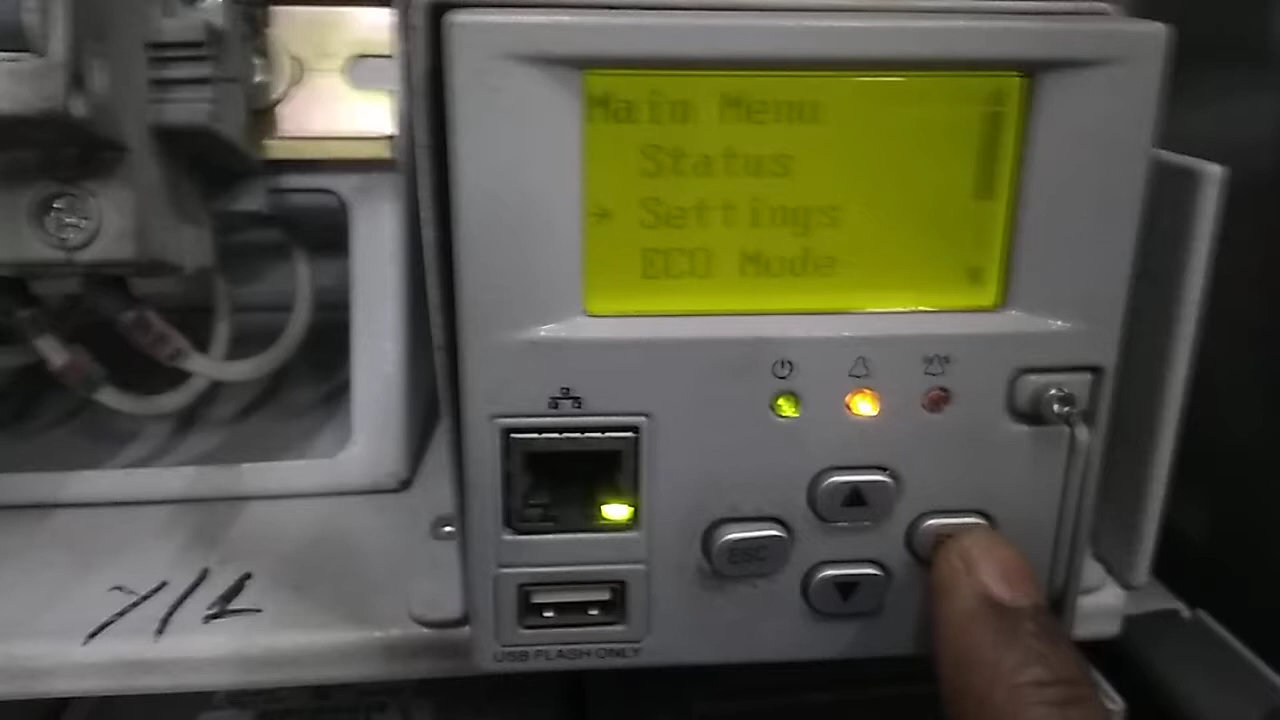 Main Menu
Status
→ Settings
ECO Mode
ESC
USB FLASH ONLY